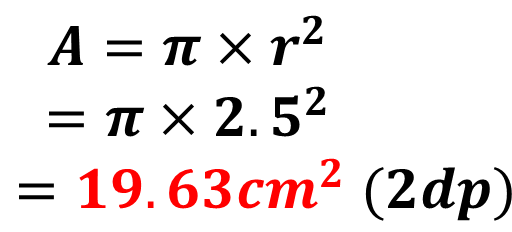 A = π × r²
= π × 2.5²
= 19.63cm² (2dp)